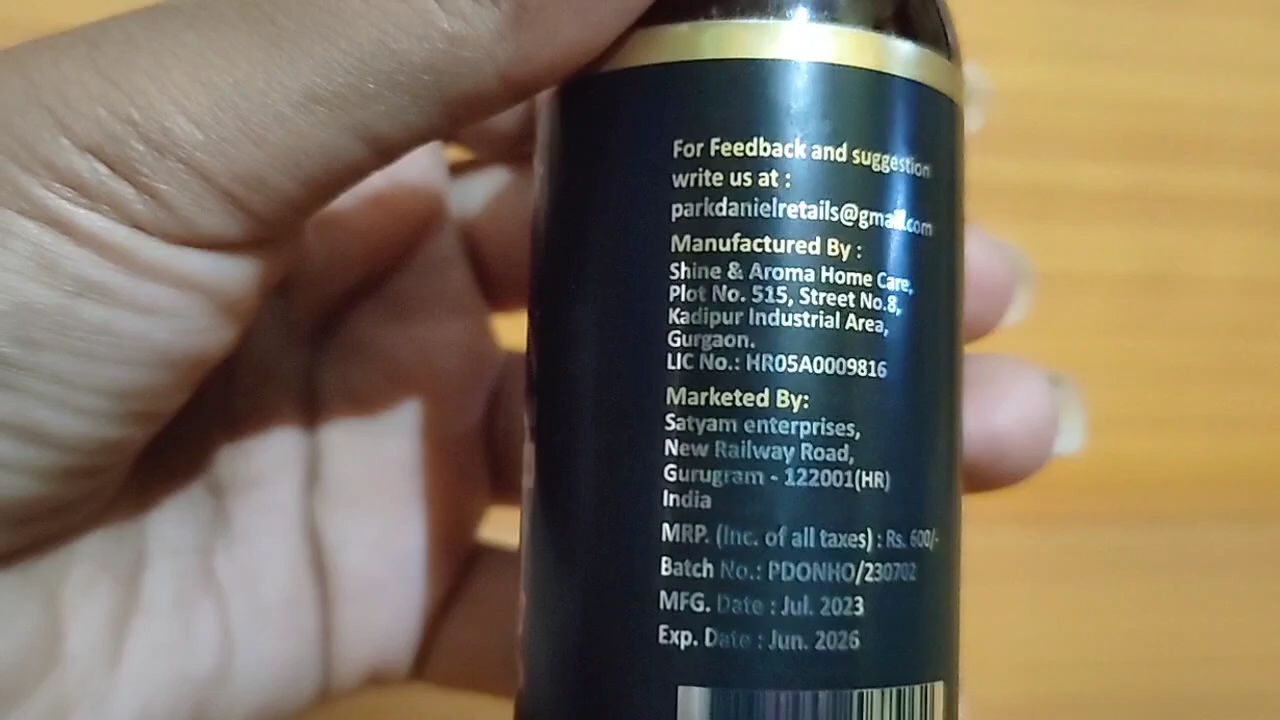 For Feedback and suggestion
write us at :
parkdanielretails@gmail.com
Manufactured By :
Shine & Aroma Home Care,
Plot No. 515, Street No.8,
Kadipur Industrial Area,
Gurgaon.
LIC No.: HR05A0009816
Marketed By:
Satyam enterprises,
New Railway Road,
Gurugram - 122001(HR)
India
MRP. (Inc. of all taxes) : Rs. 600/-
Batch No.: PDONHO/230702
MFG. Date : Jul. 2023
Exp. Date : Jun. 2026